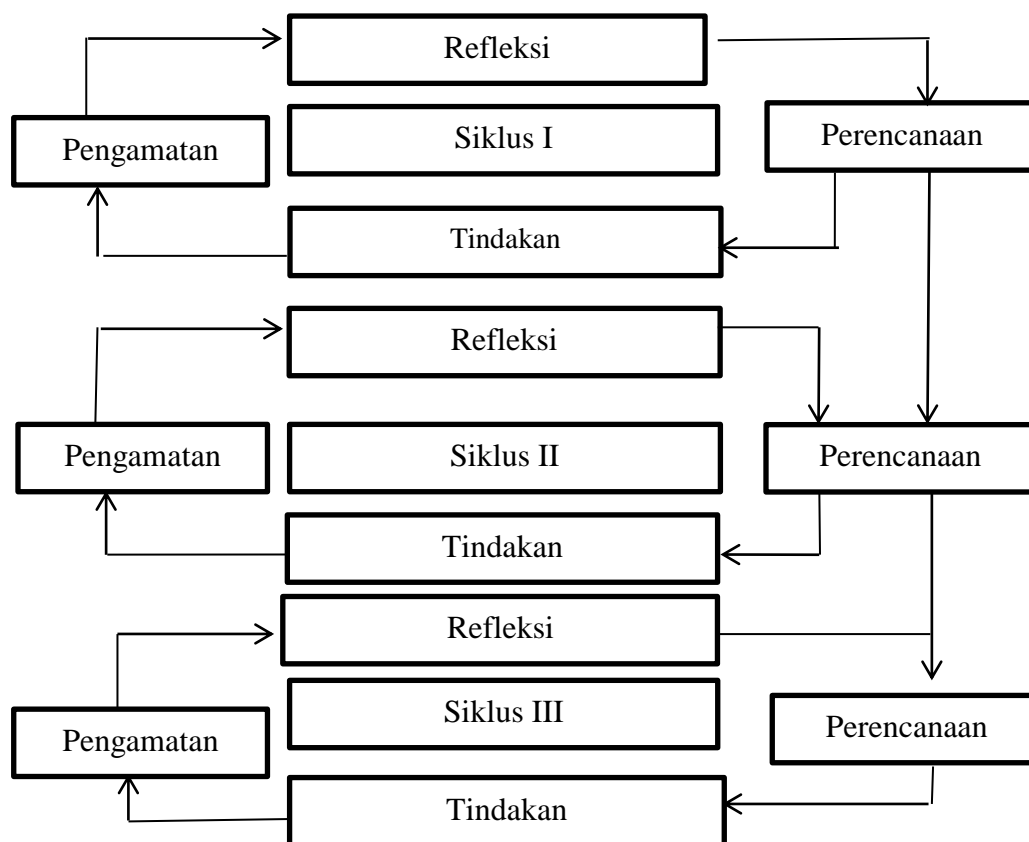 Refleksi
Siklus I
Pengamatan
Perencanaan
Tindakan
Refleksi
Pengamatan
Siklus II
Perencanaan
Tindakan
Refleksi
Siklus III
Pengamatan
Perencanaan
Tindakan